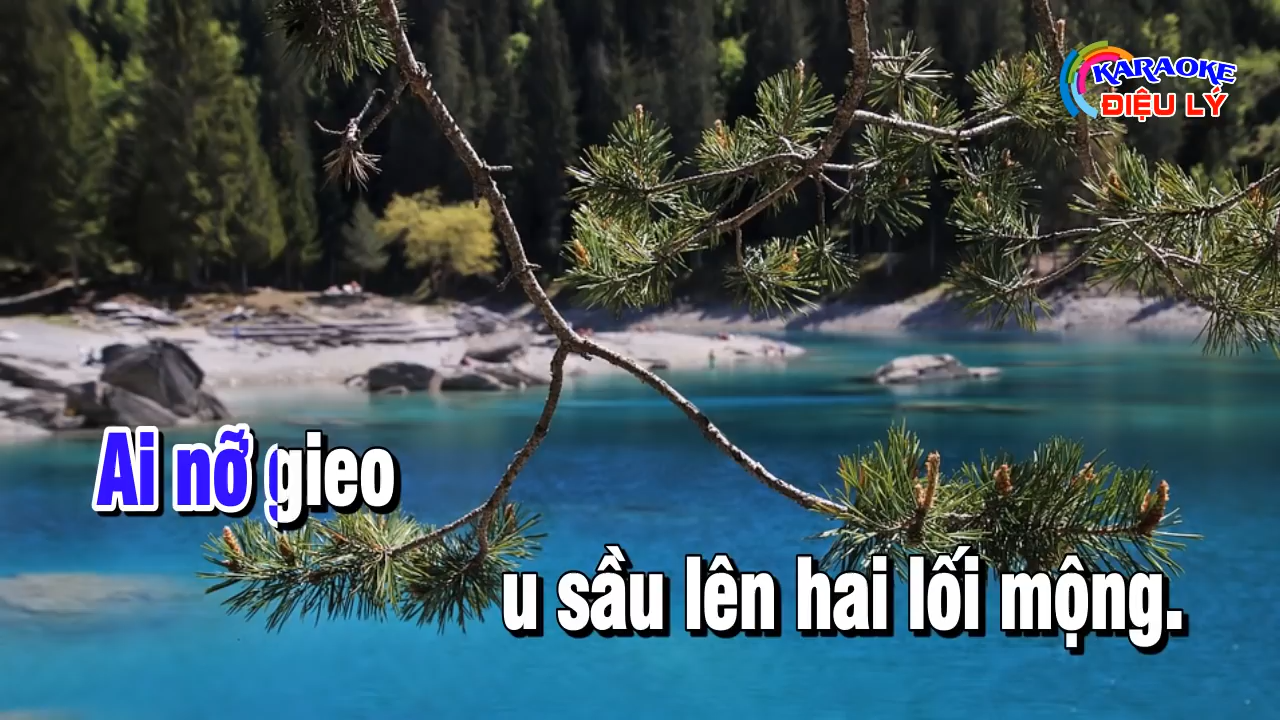 KARAOKE
ĐIỆU LÝ
Ai nỡ gieo
u sầu lên hai lối mộng.